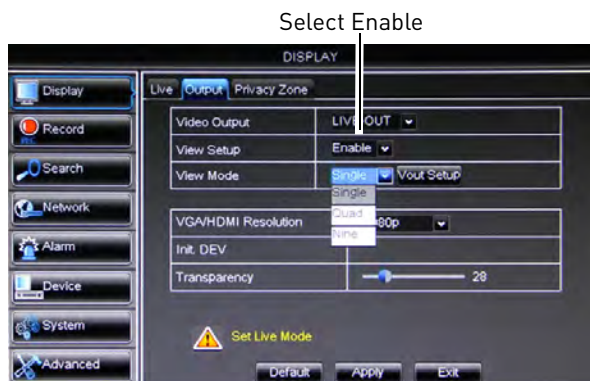 Select Enable
DISPLAY
Display
Live Output Privacy Zone
Video Output LIVE OUT
Record
REC
View Setup Enable
View Mode Single Vout Setup
Search
Single
Quad
Nine
Network
VGA/HDMI Resolution 80p
Alarm
Init. DEV
Device
Transparency 28
System
Set Live Mode
Advanced
Default Apply Exit